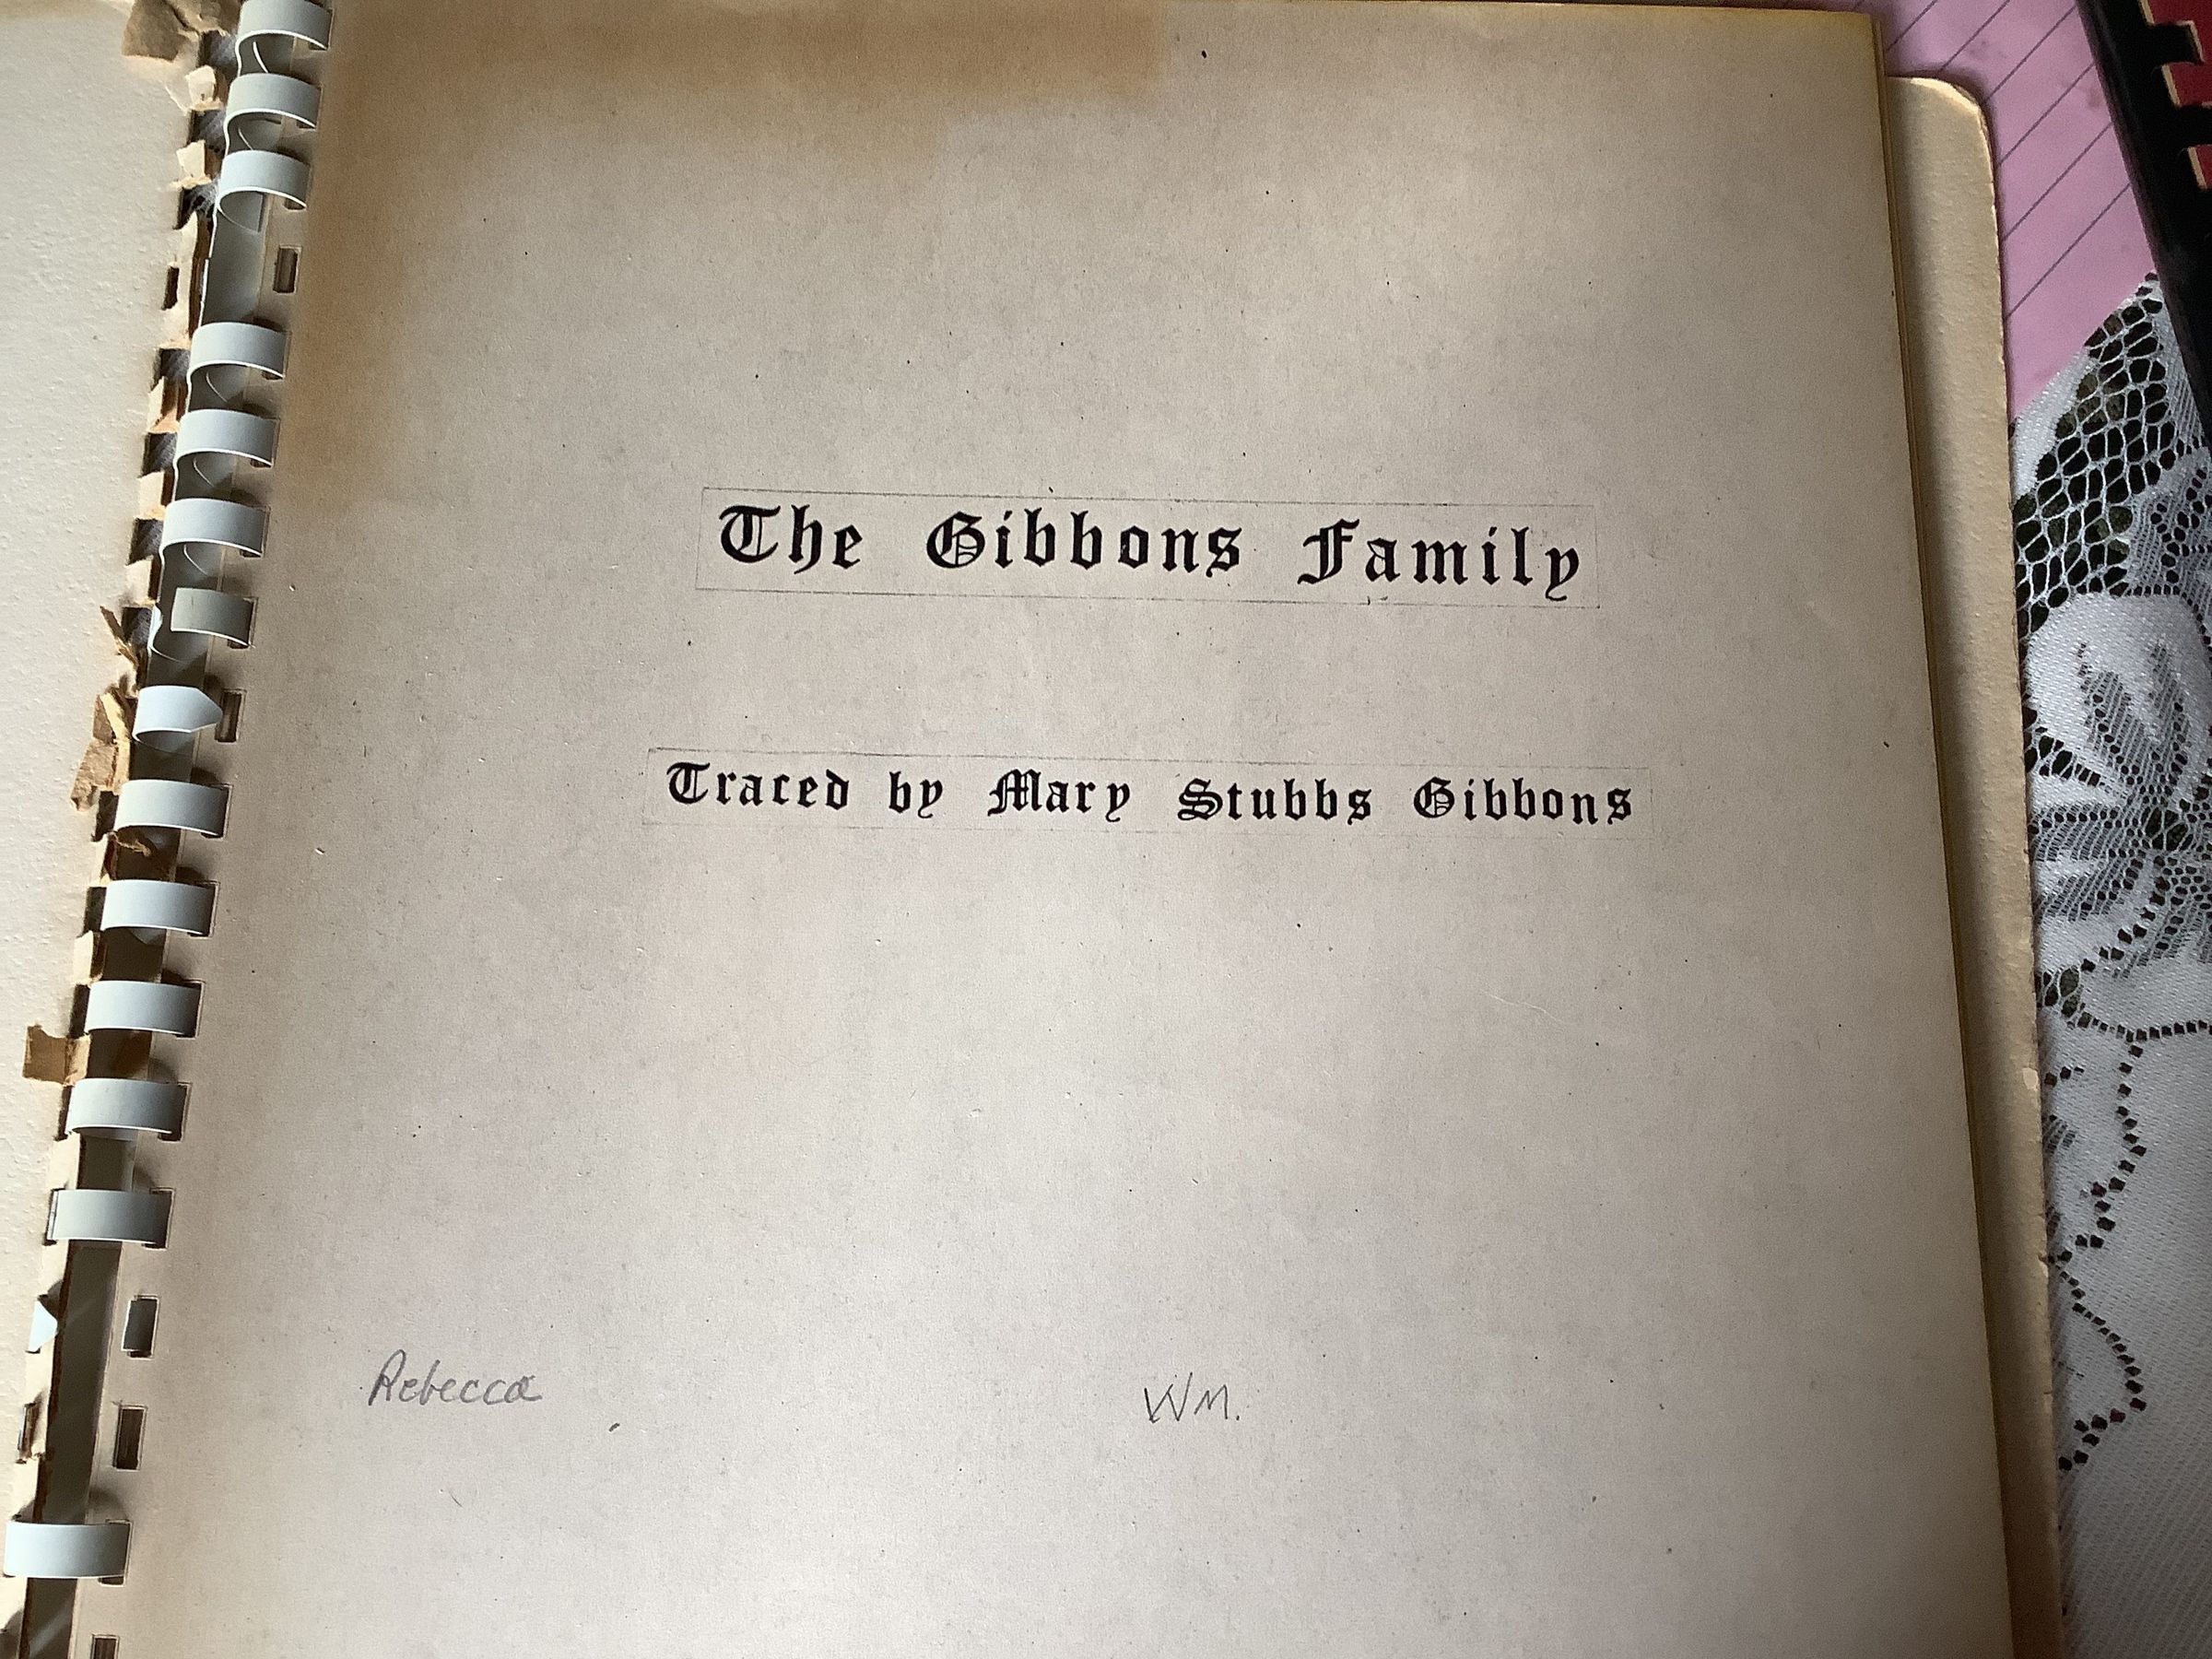 The Gibbons Family
Traced by Mary Stubbs Gibbons
Rebecca WM.